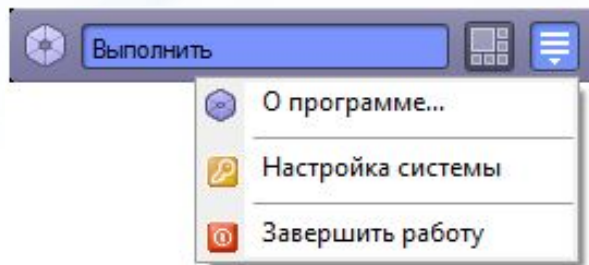 Выполнить
О программе...
Настройка системы
Завершить работу